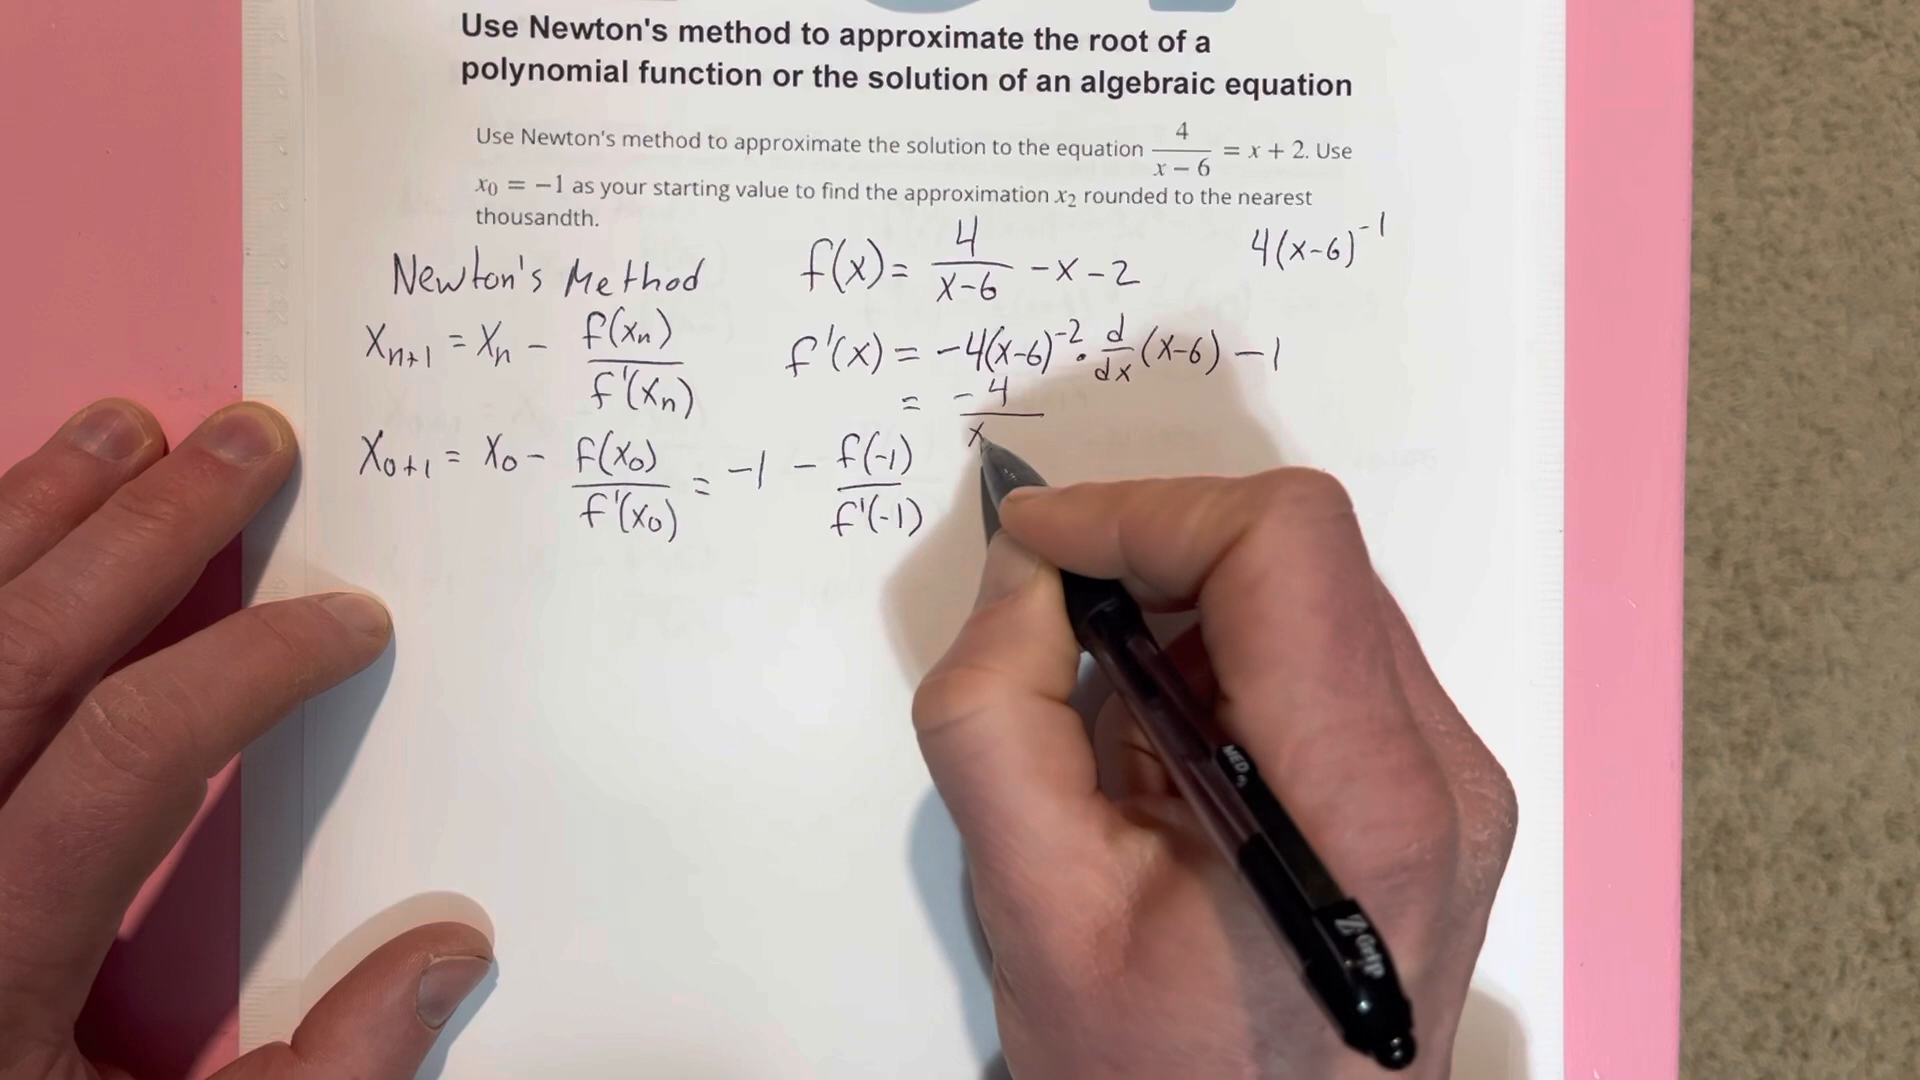 Use Newton's method to approximate the root of a
polynomial function or the solution of an algebraic equation
Use Newton's method to approximate the solution to the equation 4/(x − 6) = x + 2. Use
x₀ = −1 as your starting value to find the approximation x₂ rounded to the nearest
thousandth.
4(x-6)⁻¹
Newton's Method
f(x) = 4/(x-6) - x - 2
Xₙ₊₁ = Xₙ - f(xₙ)/f'(xₙ)
f'(x) = -4(x-6)⁻² · d/dx (x-6) - 1
= -4/x
X₀₊₁ = X₀ - f(x₀)/f'(x₀) = -1 - f(-1)/f'(-1)
MED
Z-Grip